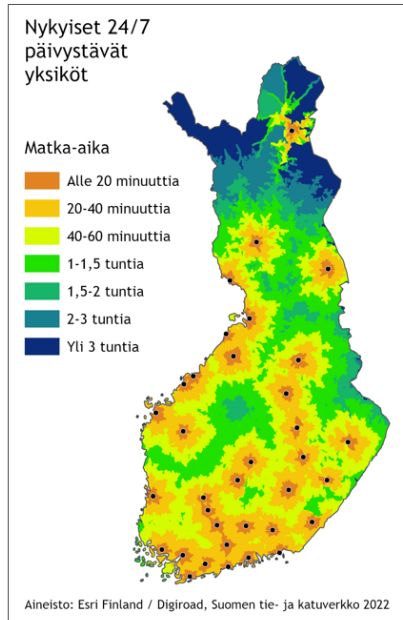 Nykyiset 24/7
päivystävät
yksiköt
Matka-aika
Alle 20 minuuttia
20-40 minuuttia
40-60 minuuttia
1-1,5 tuntia
1,5-2 tuntia
2-3 tuntia
Yli 3 tuntia
Aineisto: Esri Finland / Digiroad, Suomen tie- ja katuverkko 2022